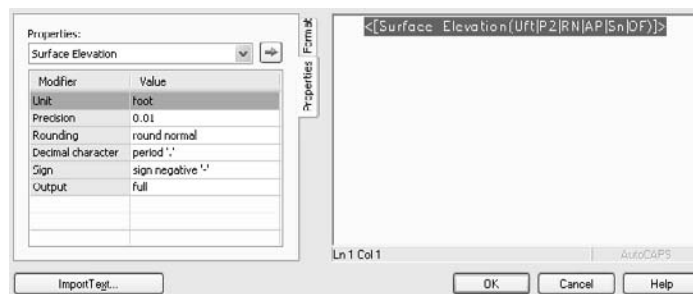 Properties:
Surface Elevation
Modifier Value
Unit foot
Precision 0.01
Rounding round normal
Decimal character period '.'
Sign sign negative '-'
Output full
Format
Properties
<[Surface Elevation(Uft|P2|RN|AP|Sn|OF)]>
Ln 1 Col 1
AutoCAPS
ImportText...
OK Cancel Help